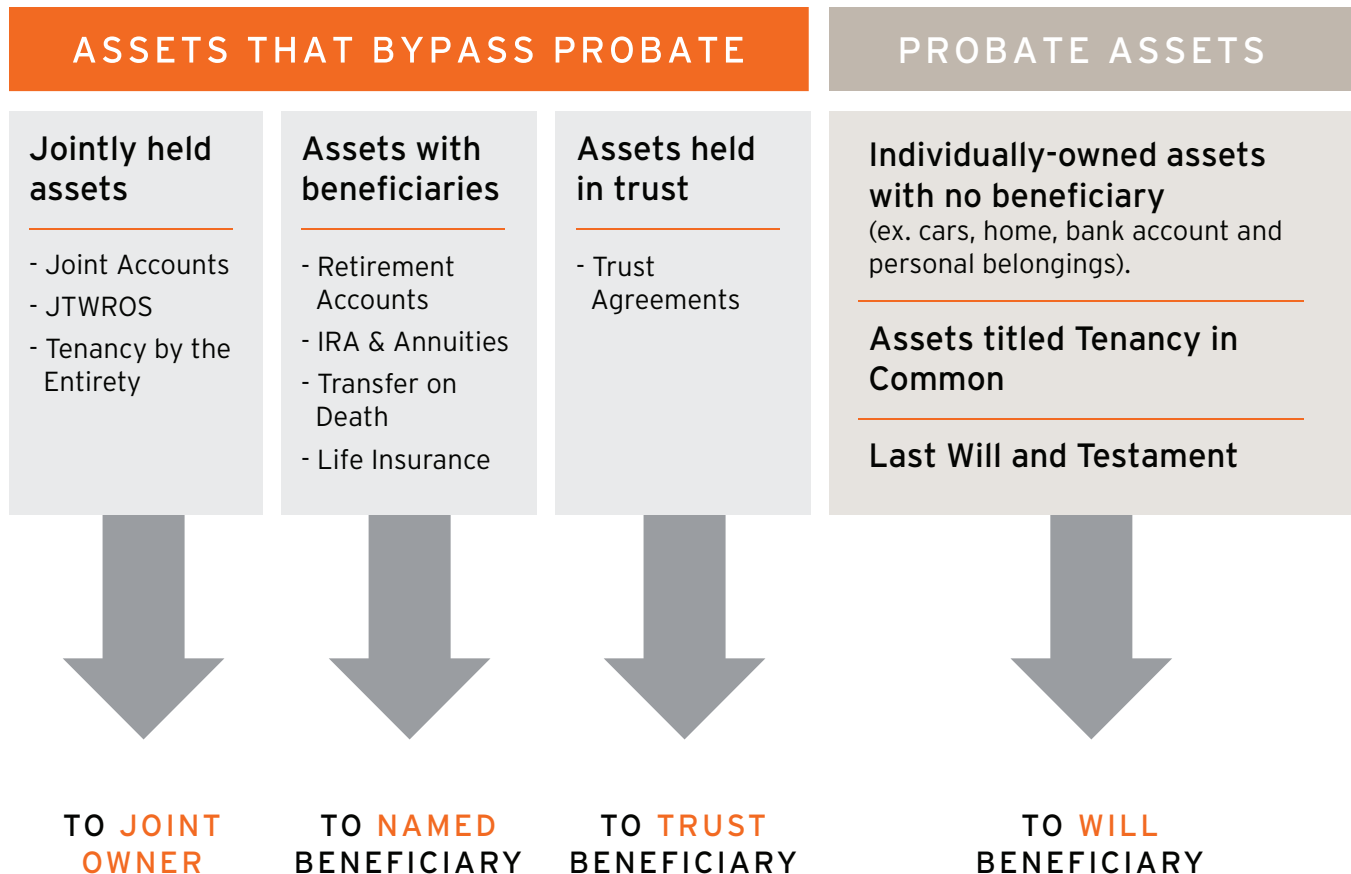 ASSETS THAT BYPASS PROBATE
PROBATE ASSETS
Jointly held
assets
- Joint Accounts
- JTWROS
- Tenancy by the
Entirety
Assets with
beneficiaries
- Retirement
Accounts
- IRA & Annuities
- Transfer on
Death
- Life Insurance
Assets held
in trust
- Trust
Agreements
Individually-owned assets
with no beneficiary
(ex. cars, home, bank account and
personal belongings).
Assets titled Tenancy in
Common
Last Will and Testament
TO JOINT
OWNER
TO NAMED
BENEFICIARY
TO TRUST
BENEFICIARY
TO WILL
BENEFICIARY